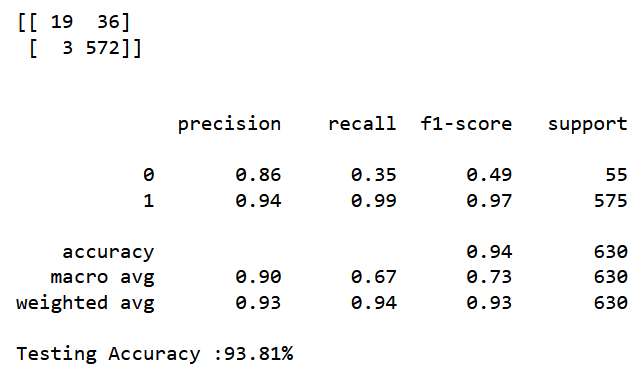 [[ 19  36]
 [  3 572]]
              precision    recall  f1-score   support
           0       0.86      0.35      0.49        55
           1       0.94      0.99      0.97       575
    accuracy                           0.94       630
   macro avg       0.90      0.67      0.73       630
weighted avg       0.93      0.94      0.93       630
Testing Accuracy :93.81%